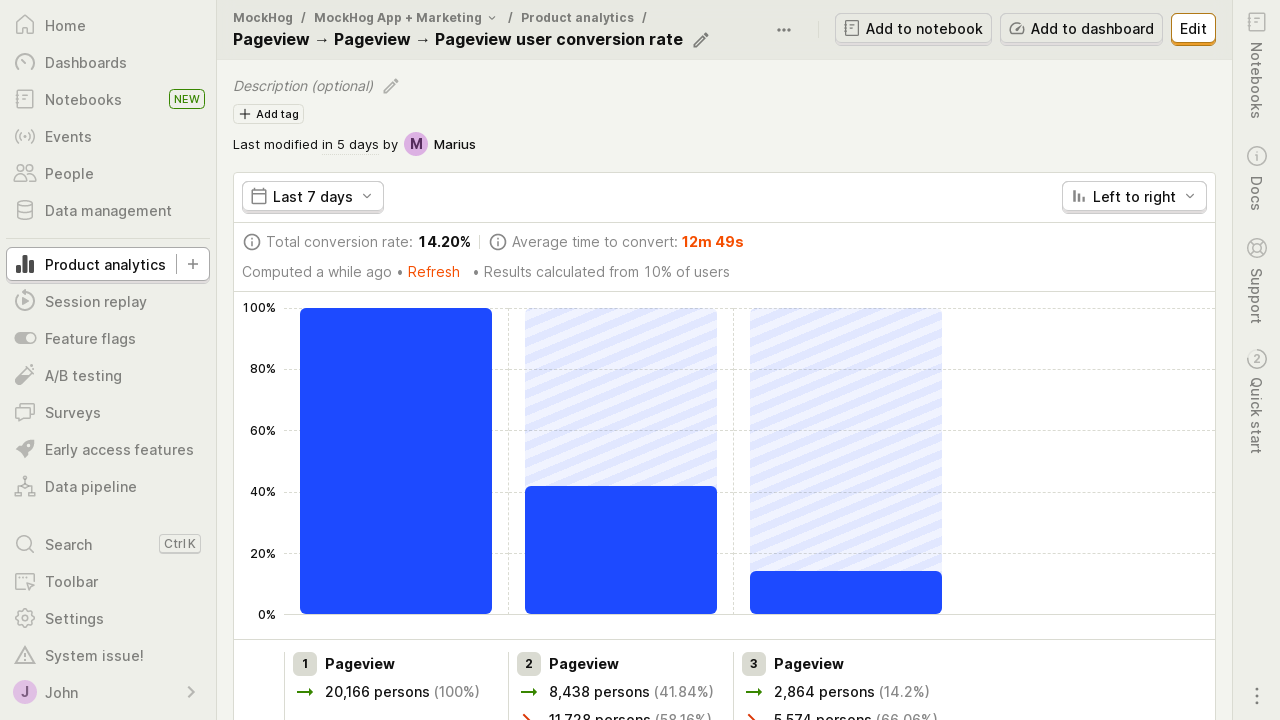 Home
Dashboards
Notebooks NEW
Events
People
Data management
Product analytics
Session replay
Feature flags
A/B testing
Surveys
Early access features
Data pipeline
Search Ctrl K
Toolbar
Settings
System issue!
J John
MockHog / MockHog App + Marketing / Product analytics /
Pageview → Pageview → Pageview user conversion rate
Add to notebook
Add to dashboard
Edit
Description (optional)
Add tag
Last modified in 5 days by M Marius
Last 7 days
Left to right
Total conversion rate: 14.20%
Average time to convert: 12m 49s
Computed a while ago • Refresh • Results calculated from 10% of users
100%
80%
60%
40%
20%
0%
1 Pageview
20,166 persons (100%)
2 Pageview
8,438 persons (41.84%)
11,728 persons (58.16%)
3 Pageview
2,864 persons (14.2%)
5,574 persons (66.06%)
Notebooks
Docs
Support
2
Quick start